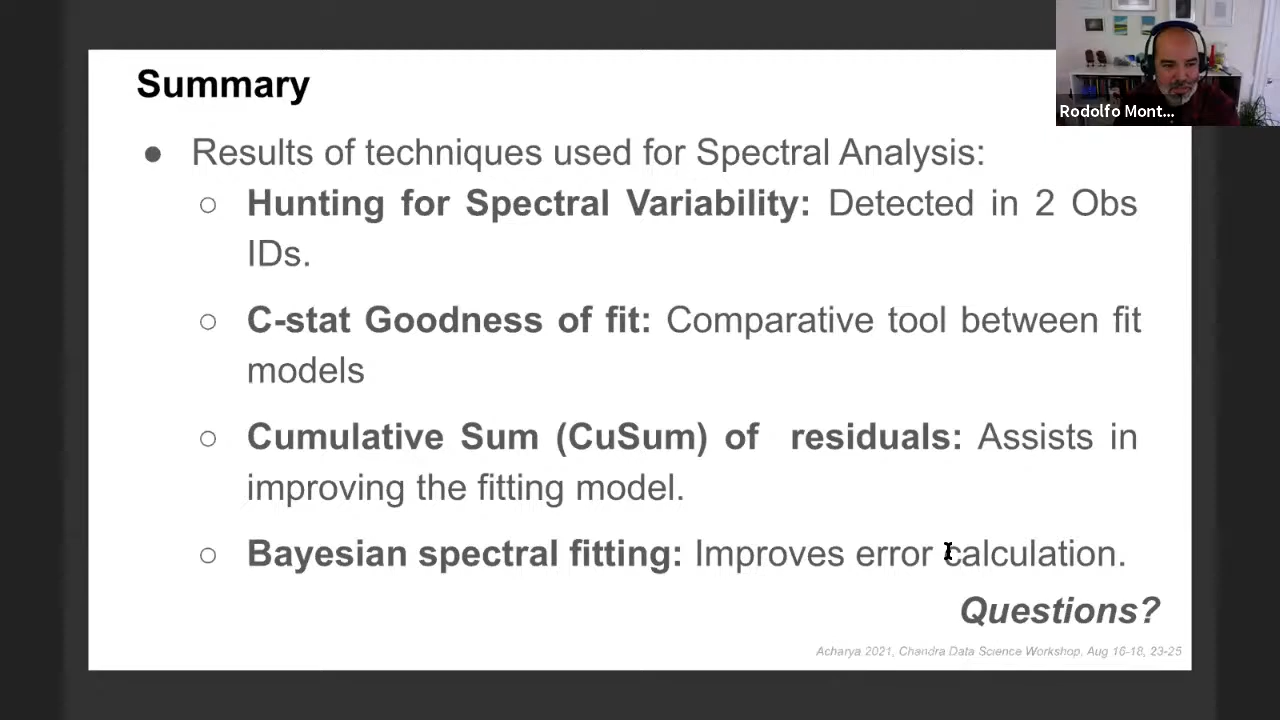 Summary
Rodolfo Mont...
● Results of techniques used for Spectral Analysis:
○ Hunting for Spectral Variability: Detected in 2 Obs
IDs.
○ C-stat Goodness of fit: Comparative tool between fit
models
○ Cumulative Sum (CuSum) of residuals: Assists in
improving the fitting model.
○ Bayesian spectral fitting: Improves error calculation.
Questions?
Acharya 2021, Chandra Data Science Workshop, Aug 16-18, 23-25